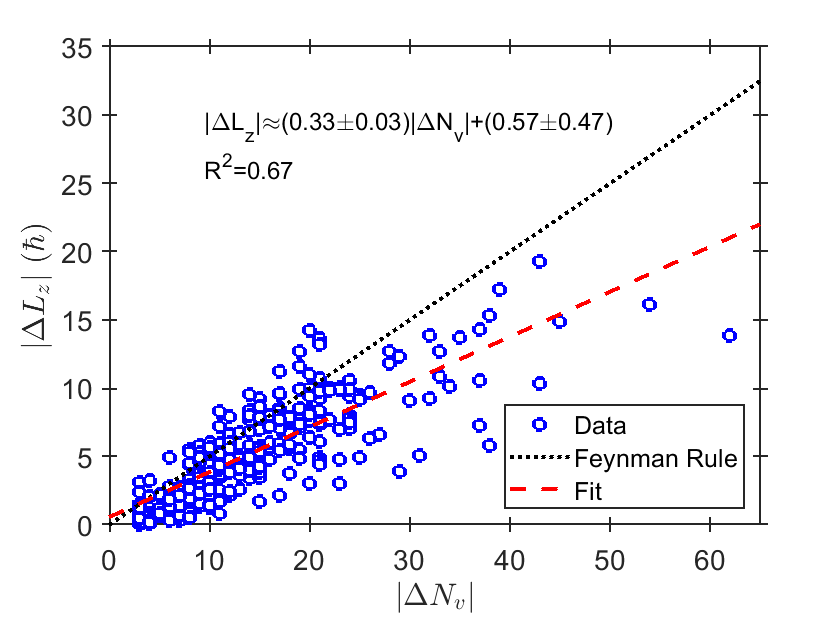 35
30
25
20
15
10
5
0
|ΔL_z| (ħ)
|ΔL_z|≈(0.33±0.03)|ΔN_v|+(0.57±0.47)
R²=0.67
Data
Feynman Rule
Fit
0 10 20 30 40 50 60
|ΔN_v|